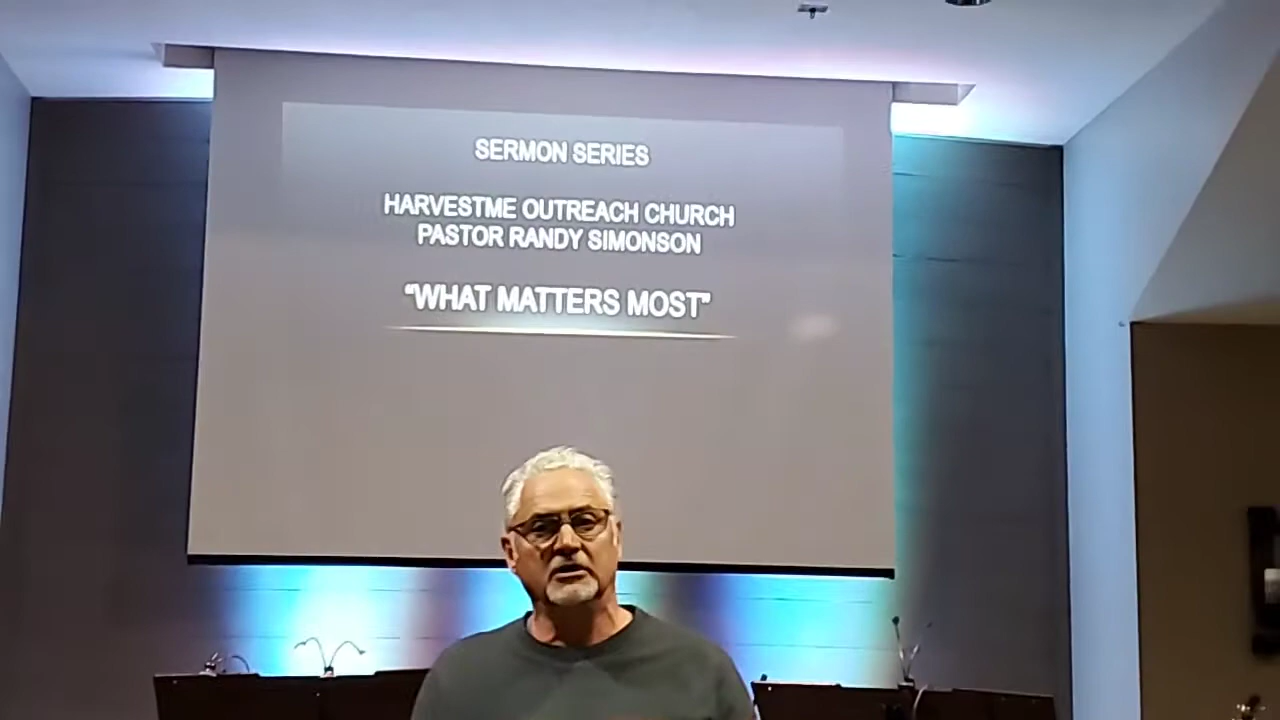 SERMON SERIES
HARVESTME OUTREACH CHURCH
PASTOR RANDY SIMONSON
“WHAT MATTERS MOST”